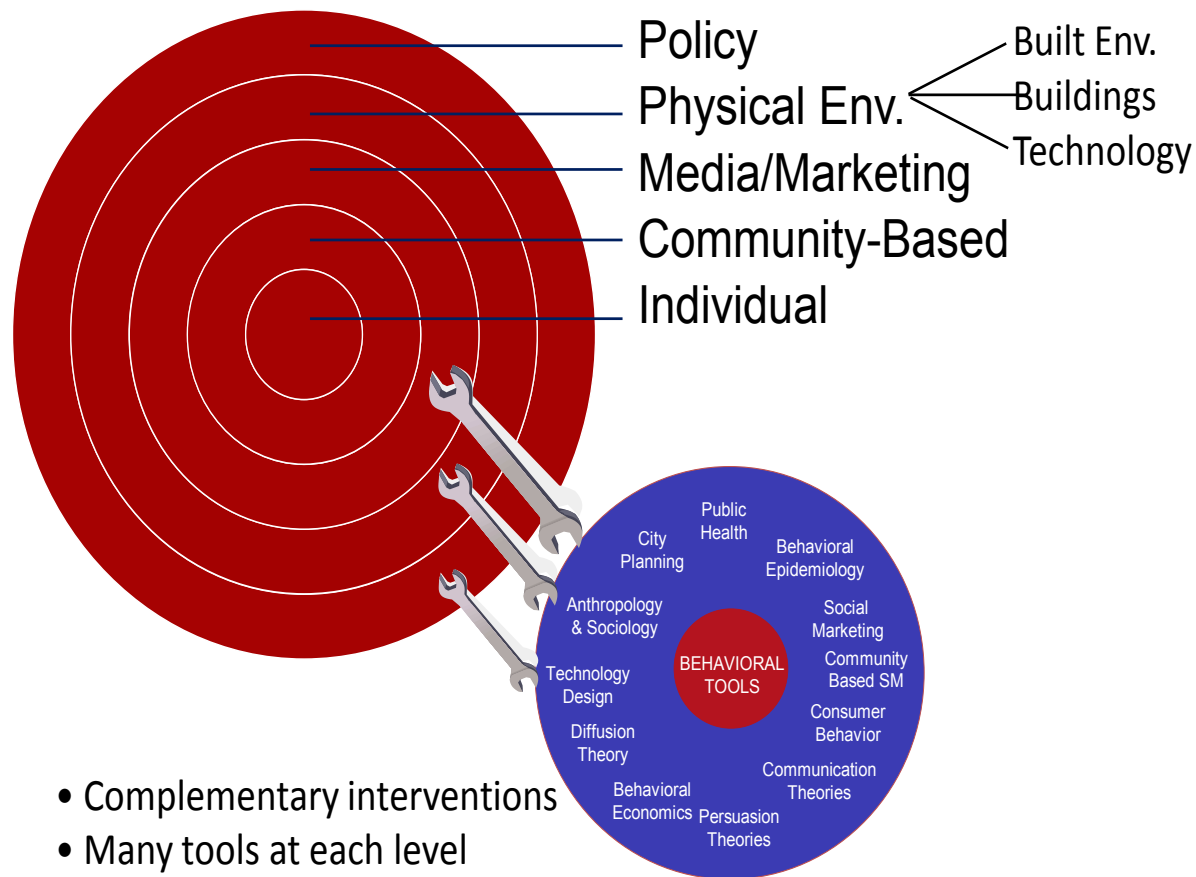 Policy
Physical Env.
Media/Marketing
Community-Based
Individual
Built Env.
Buildings
Technology
Public
Health
City
Planning
Behavioral
Epidemiology
Anthropology
& Sociology
Social
Marketing
BEHAVIORAL
TOOLS
Community
Based SM
Technology
Design
Consumer
Behavior
Diffusion
Theory
Communication
Theories
Behavioral
Economics
Persuasion
Theories
• Complementary interventions
• Many tools at each level